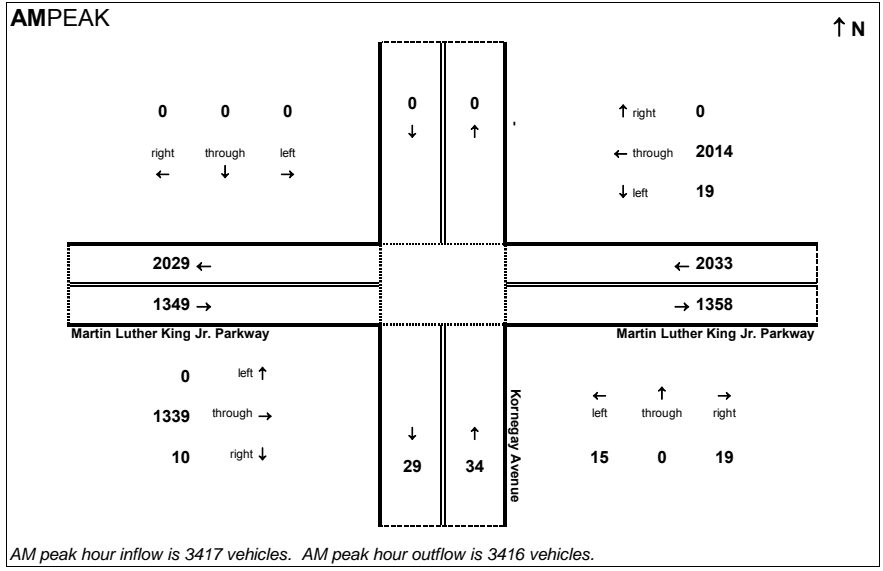 AM PEAK
↑ N
0 0 0
right through left
← ↓ →
0 0
↓ ↑
↑ right 0
← through 2014
↓ left 19
2029 ←
← 2033
1349 →
→ 1358
Martin Luther King Jr. Parkway
Martin Luther King Jr. Parkway
0 left ↑
1339 through →
10 right ↓
↓ ↑
29 34
Kornegay Avenue
← ↑ →
left through right
15 0 19
AM peak hour inflow is 3417 vehicles. AM peak hour outflow is 3416 vehicles.